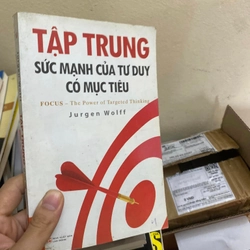 TẬP TRUNG
SỨC MẠNH CỦA TƯ DUY
CÓ MỤC TIÊU
FOCUS – The Power of Targeted Thinking
Jurgen Wolff